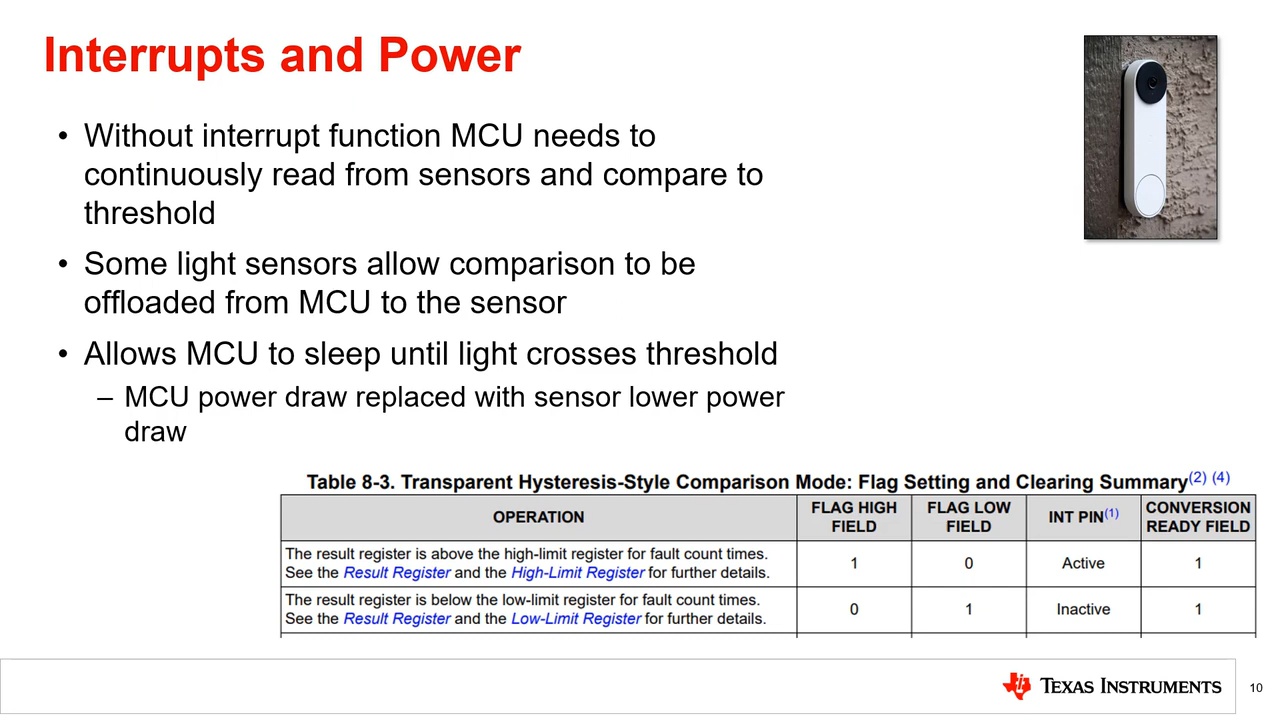 Interrupts and Power
• Without interrupt function MCU needs to
continuously read from sensors and compare to
threshold
• Some light sensors allow comparison to be
offloaded from MCU to the sensor
• Allows MCU to sleep until light crosses threshold
– MCU power draw replaced with sensor lower power
draw
Table 8-3. Transparent Hysteresis-Style Comparison Mode: Flag Setting and Clearing Summary(2) (4)
OPERATION FLAG HIGH FIELD FLAG LOW FIELD INT PIN(1) CONVERSION READY FIELD
The result register is above the high-limit register for fault count times.
See the Result Register and the High-Limit Register for further details.
1 0 Active 1
The result register is below the low-limit register for fault count times.
See the Result Register and the Low-Limit Register for further details.
0 1 Inactive 1
TEXAS INSTRUMENTS
10